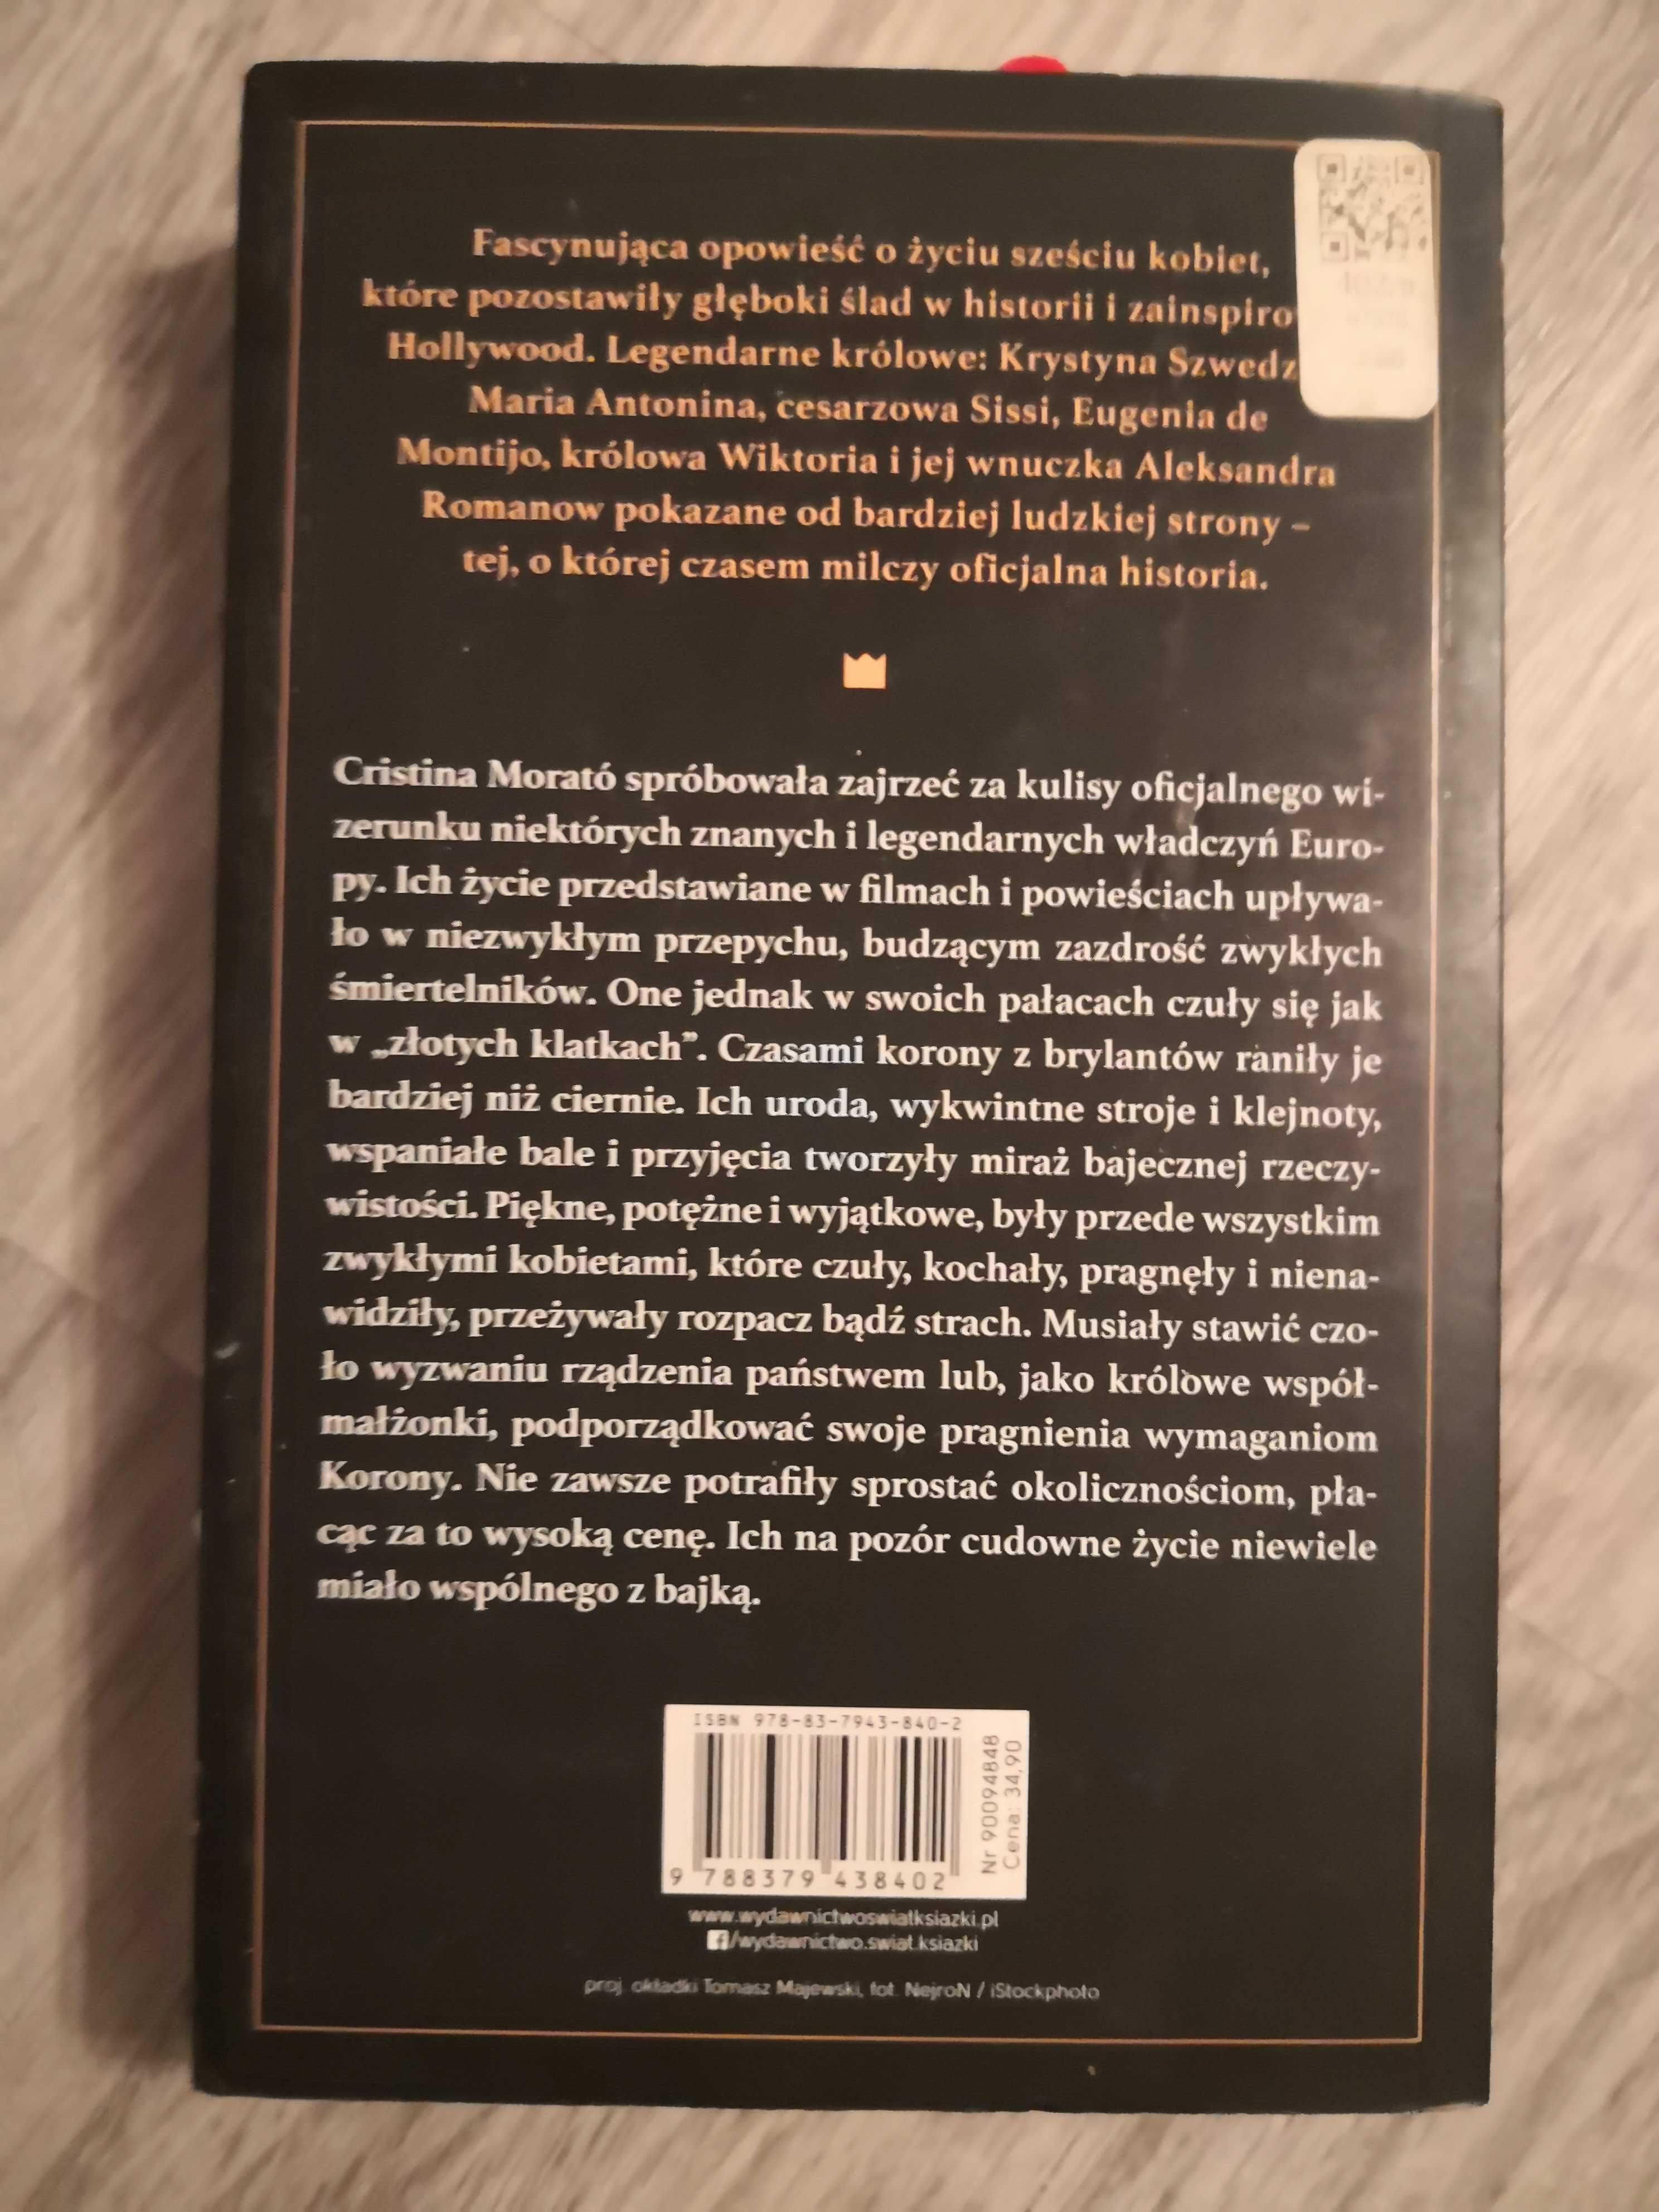 Fascynująca opowieść o życiu sześciu kobiet,
które pozostawiły głęboki ślad w historii i
Hollywood. Legendarne królowe: Krystyna
Maria Antonina, cesarzowa Sissi, Eugenia de
Montijo, królowa Wiktoria i jej wnuczka Aleksandra
Romanow pokazane od bardziej ludzkiej strony –
tej, o której czasem milczy oficjalna historia.
Cristina Morató spróbowała zajrzeć za kulisy oficjalnego wi-
zerunku niektórych znanych i legendarnych władczyń Euro-
py. Ich życie przedstawiane w filmach i powieściach upływa-
ło w niezwykłym przepychu, budzącym zazdrość zwykłych
śmiertelników. One jednak w swoich pałacach czuły się jak
w „złotych klatkach”. Czasami korony z brylantów raniły je
bardziej niż ciernie. Ich uroda, wykwintne stroje i klejnoty,
wspaniałe bale i przyjęcia tworzyły miraż bajecznej rzeczy-
wistości. Piękne, potężne i wyjątkowe, były przede wszystkim
zwykłymi kobietami, które czuły, kochały, pragnęły i niena-
widziły, przeżywały rozpacz bądź strach. Musiały stawić czo-
ło wyzwaniu rządzenia państwem lub, jako królowe współ-
małżonki, podporządkować swoje pragnienia wymaganiom
Korony. Nie zawsze potrafiły sprostać okolicznościom, pła-
cąc za to wysoką cenę. Ich na pozór cudowne życie niewiele
miało wspólnego z bajką.
ISBN 978-83-7943-840-2
9 788379 438402
Nr 90094848
Cena: 34,90
www.wydawnictwoswiatksiazki.pl
f/wydawnictwo.swiat.ksiazki
proj. okładki Tomasz Majewski, fot. NejroN / iStockphoto